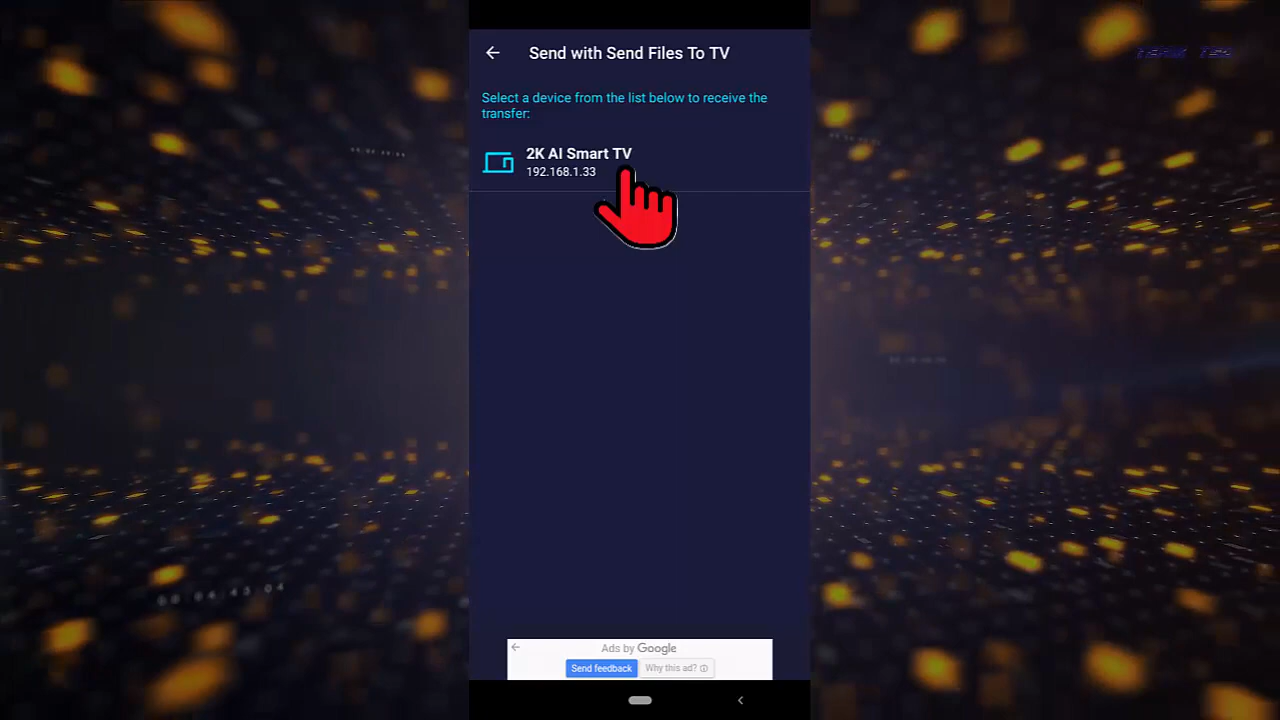 Send with Send Files To TV
Select a device from the list below to receive the
transfer:
2K AI Smart TV
192.168.1.33
Ads by Google
Send feedback
Why this ad?